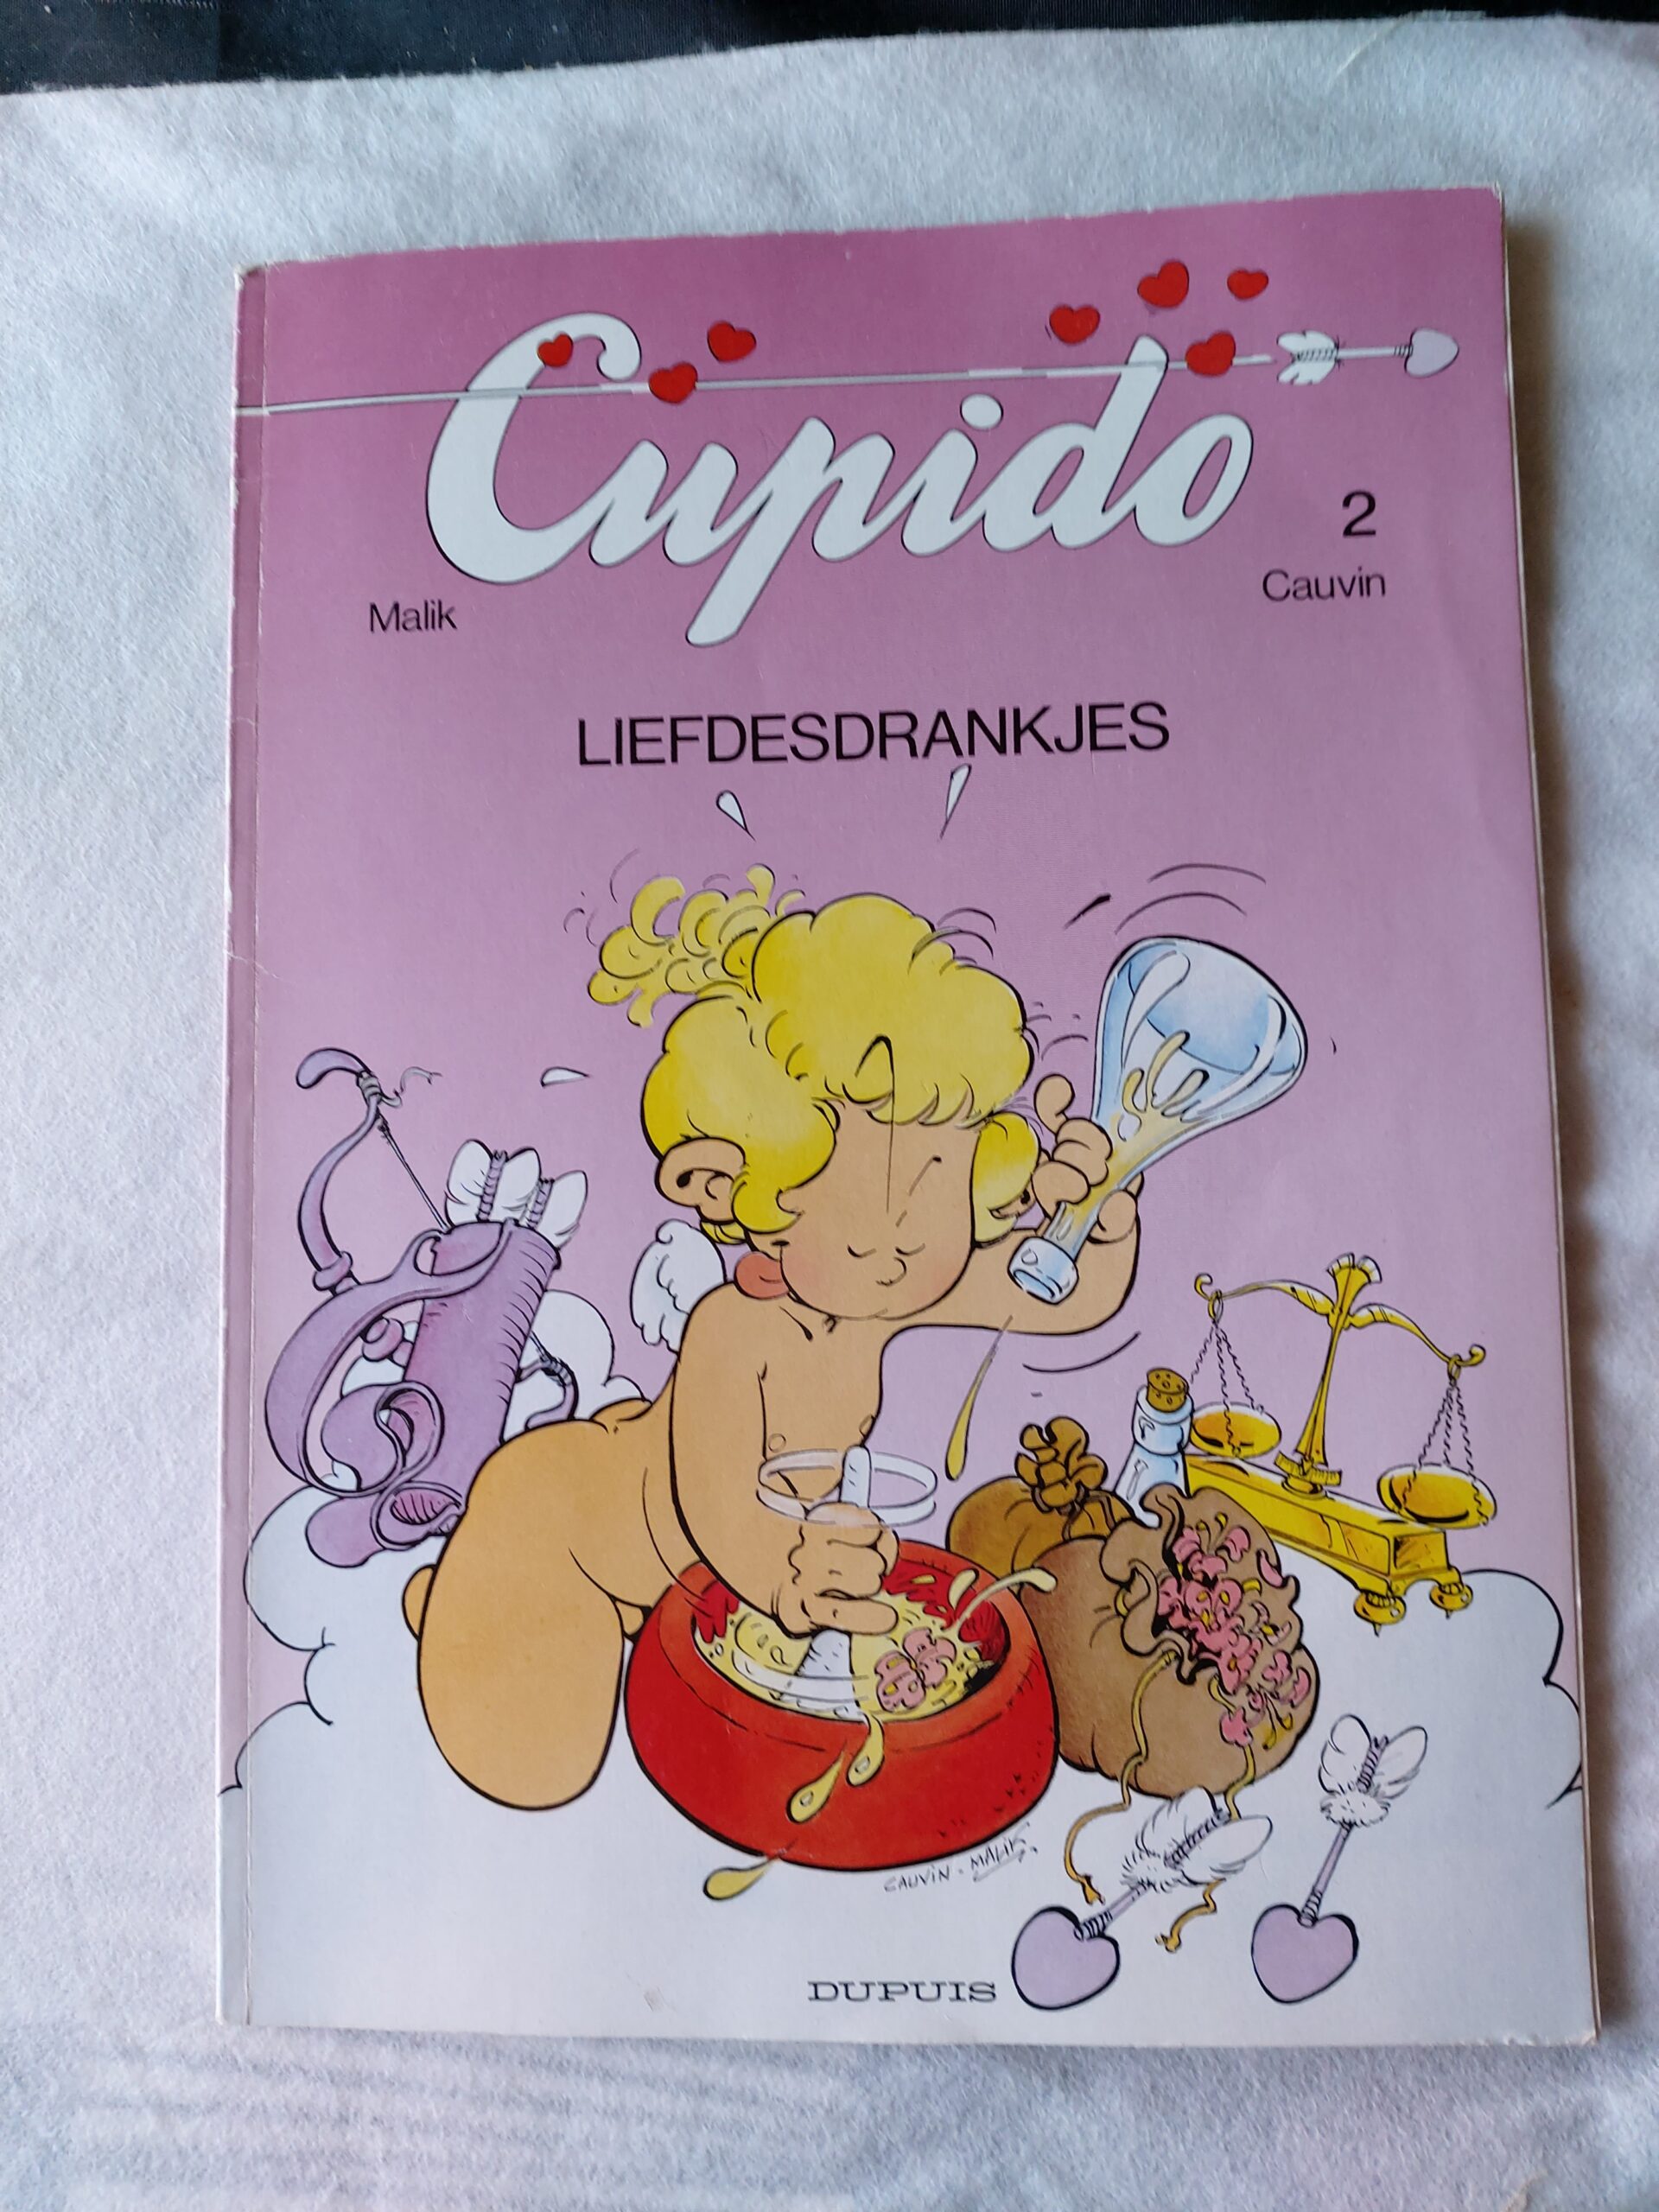 Cupido
2
Malik
Cauvin
LIEFDESDRANKJES
CAUVIN - MALIK
DUPUIS